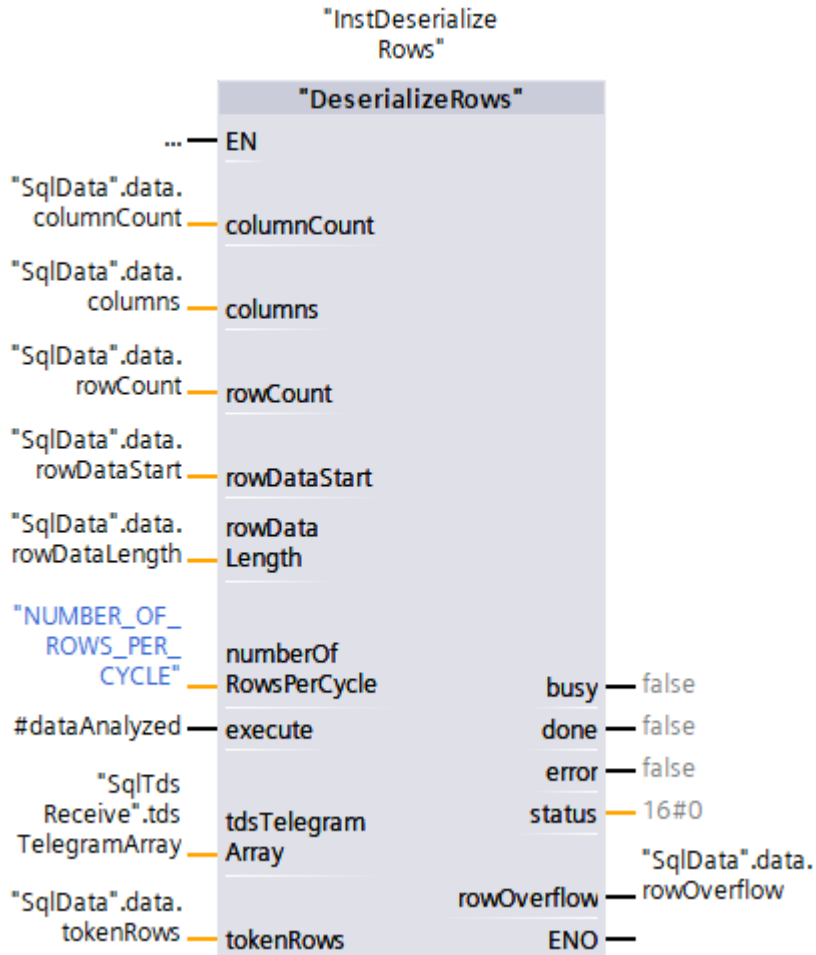 "InstDeserialize
Rows"
"DeserializeRows"
...
EN
"SqlData".data.
columnCount
columnCount
"SqlData".data.
columns
columns
"SqlData".data.
rowCount
rowCount
"SqlData".data.
rowDataStart
rowDataStart
"SqlData".data.
rowDataLength
rowData
Length
"NUMBER_OF_
ROWS_PER_
CYCLE"
numberOf
RowsPerCycle
busy
false
#dataAnalyzed
execute
done
false
error
false
"SqlTds
Receive".tds
TelegramArray
tdsTelegram
Array
status
16#0
rowOverflow
"SqlData".data.
rowOverflow
"SqlData".data.
tokenRows
tokenRows
ENO